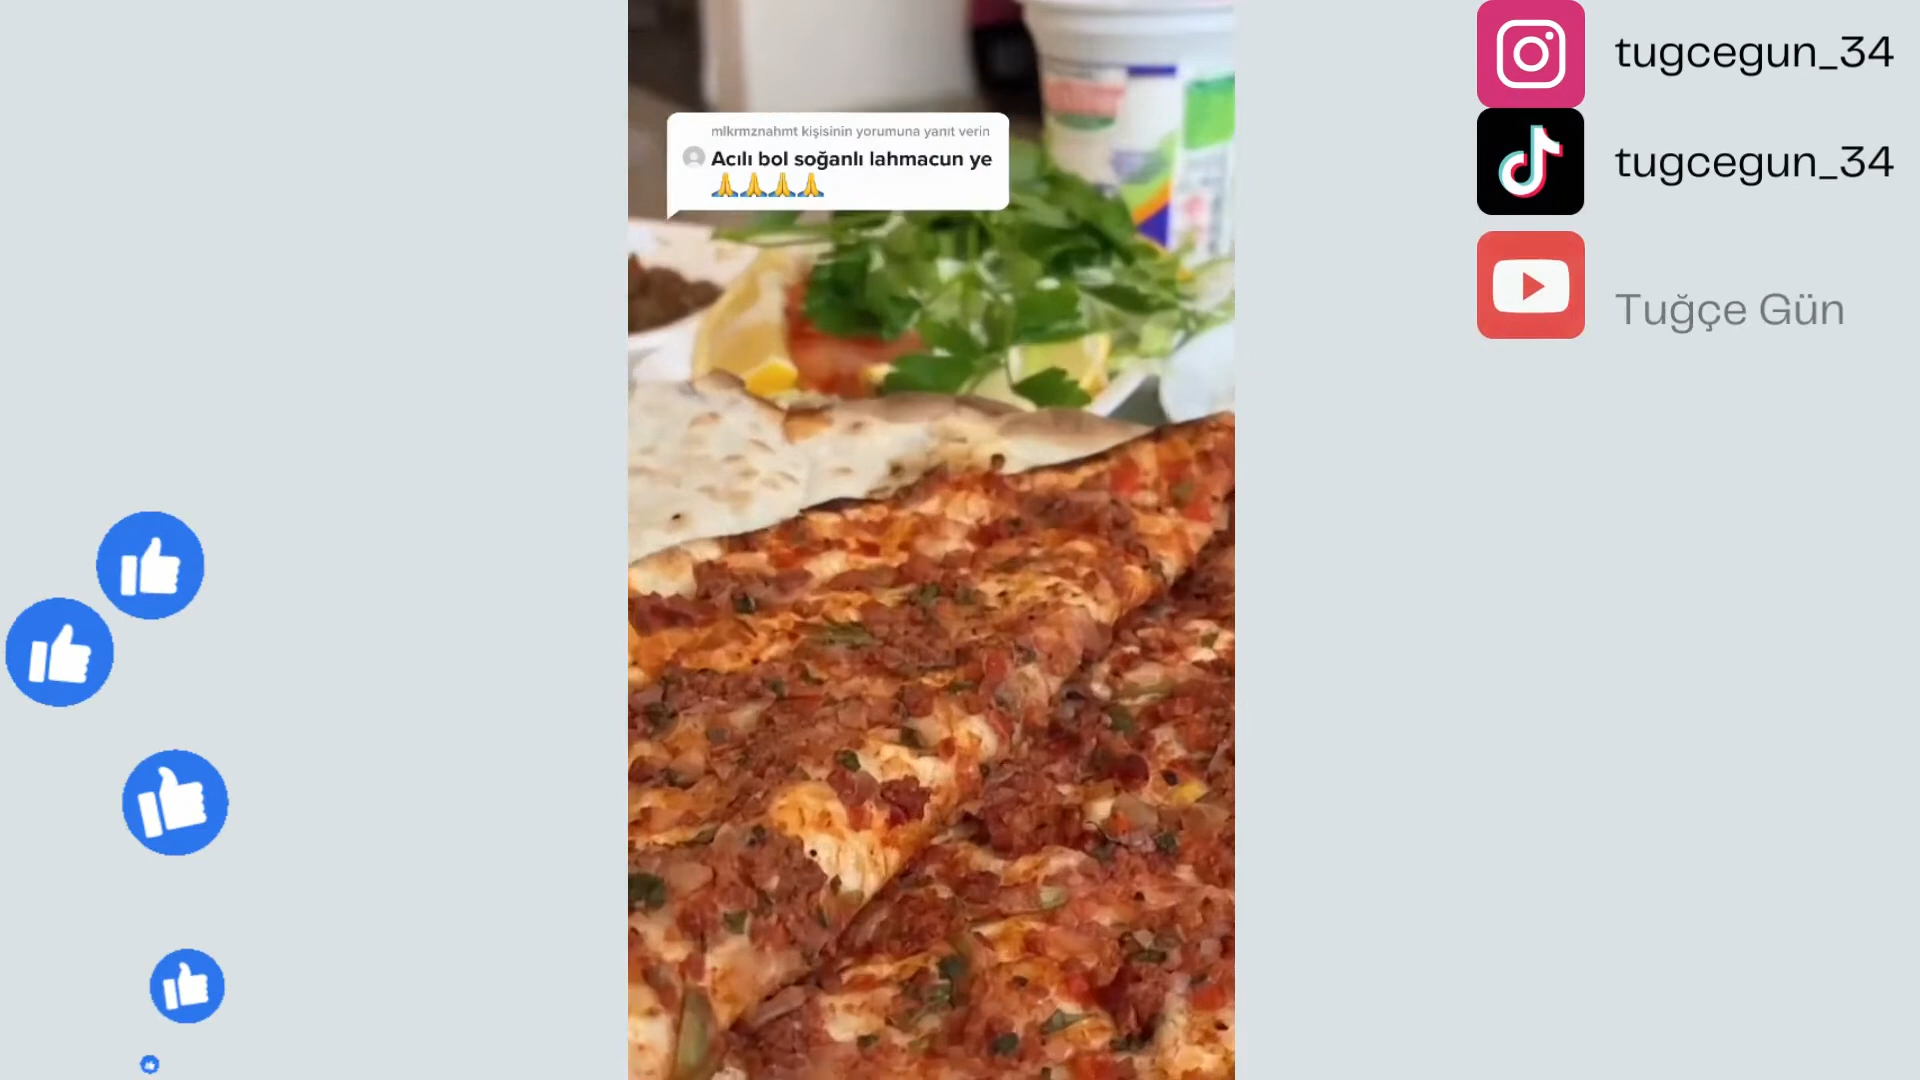 mlkrmznahmt kişisinin yorumuna yanıt verin
Acılı bol soğanlı lahmacun ye
🙏🙏🙏🙏
tugcegun_34
tugcegun_34
Tuğçe Gün